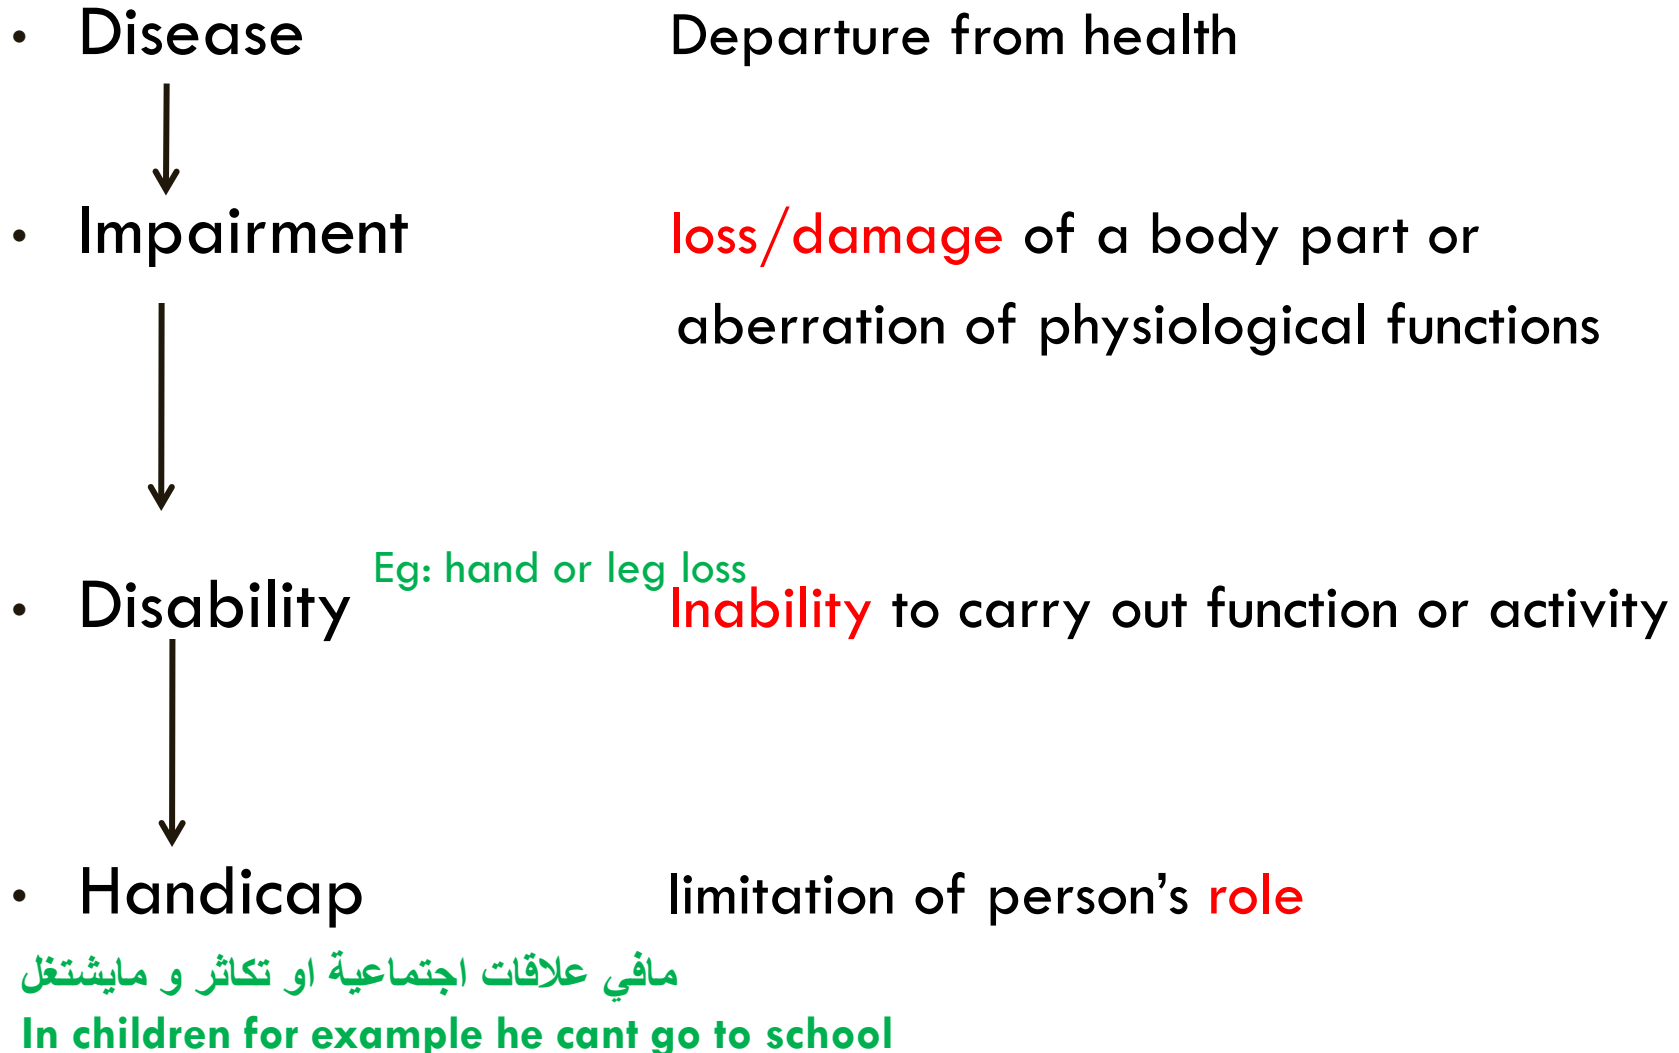 • Disease Departure from health
• Impairment loss/damage of a body part or
aberration of physiological functions
Eg: hand or leg loss
• Disability Inability to carry out function or activity
• Handicap limitation of person’s role
مافي علاقات اجتماعية او تكاثر و مايشتغل
In children for example he cant go to school